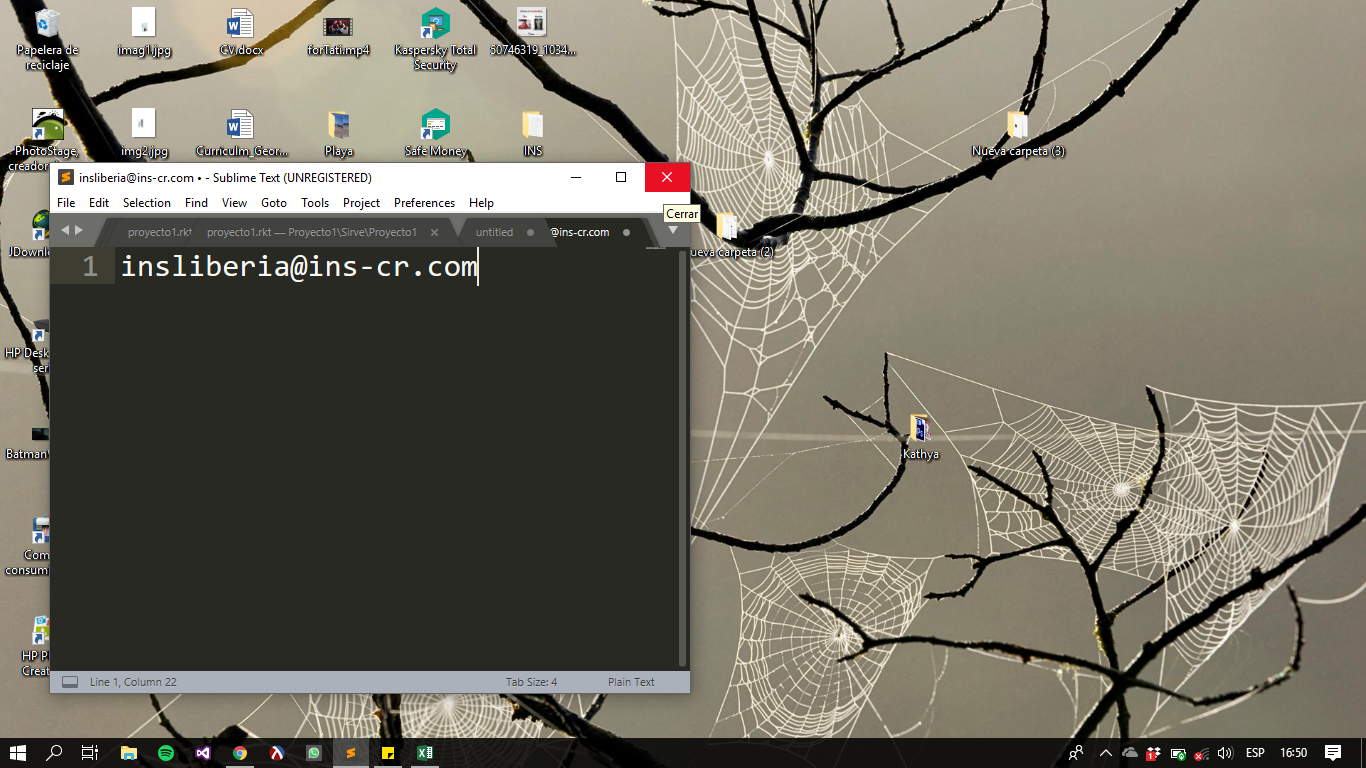 Papelera de
reciclaje
imag1.jpg
CV.docx
forTati.mp4
Kaspersky Total
Security
60746319_1034...
PhotoStage,
creador
img2.jpg
Curriculm_Geor...
Playa
Safe Money
INS
Nueva carpeta (3)
insliberia@ins-cr.com • - Sublime Text (UNREGISTERED)
File Edit Selection Find View Goto Tools Project Preferences Help
Cerrar
proyecto1.rkt proyecto1.rkt — Proyecto1\Sirve\Proyecto1 × untitled @ins-cr.com
JDownlo
ueva carpeta (2)
1 insliberia@ins-cr.com
HP Desk
ser
Batman
Kathya
Com
consum
HP P
Creat
Line 1, Column 22 Tab Size: 4 Plain Text
ESP 16:50